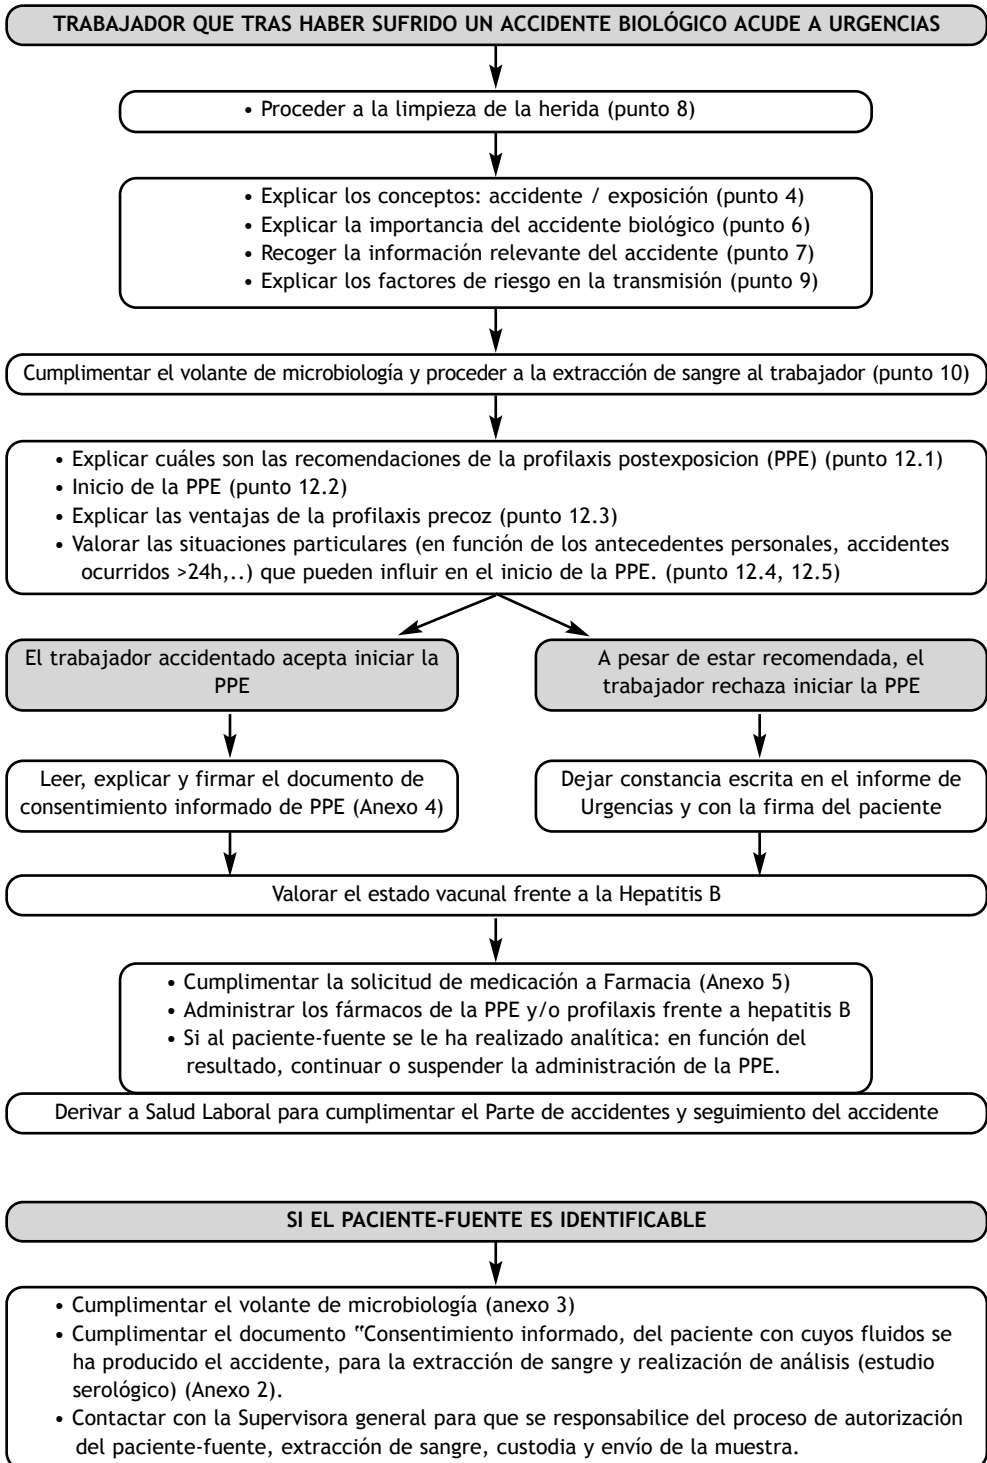 TRABAJADOR QUE TRAS HABER SUFRIDO UN ACCIDENTE BIOLÓGICO ACUDE A URGENCIAS
• Proceder a la limpieza de la herida (punto 8)
• Explicar los conceptos: accidente / exposición (punto 4)
• Explicar la importancia del accidente biológico (punto 6)
• Recoger la información relevante del accidente (punto 7)
• Explicar los factores de riesgo en la transmisión (punto 9)
Cumplimentar el volante de microbiología y proceder a la extracción de sangre al trabajador (punto 10)
• Explicar cuáles son las recomendaciones de la profilaxis postexposicion (PPE) (punto 12.1)
• Inicio de la PPE (punto 12.2)
• Explicar las ventajas de la profilaxis precoz (punto 12.3)
• Valorar las situaciones particulares (en función de los antecedentes personales, accidentes
ocurridos >24h,..) que pueden influir en el inicio de la PPE. (punto 12.4, 12.5)
El trabajador accidentado acepta iniciar la
PPE
A pesar de estar recomendada, el
trabajador rechaza iniciar la PPE
Leer, explicar y firmar el documento de
consentimiento informado de PPE (Anexo 4)
Dejar constancia escrita en el informe de
Urgencias y con la firma del paciente
Valorar el estado vacunal frente a la Hepatitis B
• Cumplimentar la solicitud de medicación a Farmacia (Anexo 5)
• Administrar los fármacos de la PPE y/o profilaxis frente a hepatitis B
• Si al paciente-fuente se le ha realizado analítica: en función del
resultado, continuar o suspender la administración de la PPE.
Derivar a Salud Laboral para cumplimentar el Parte de accidentes y seguimiento del accidente
SI EL PACIENTE-FUENTE ES IDENTIFICABLE
• Cumplimentar el volante de microbiología (anexo 3)
• Cumplimentar el documento “Consentimiento informado, del paciente con cuyos fluidos se
ha producido el accidente, para la extracción de sangre y realización de análisis (estudio
serológico) (Anexo 2).
• Contactar con la Supervisora general para que se responsabilice del proceso de autorización
del paciente-fuente, extracción de sangre, custodia y envío de la muestra.